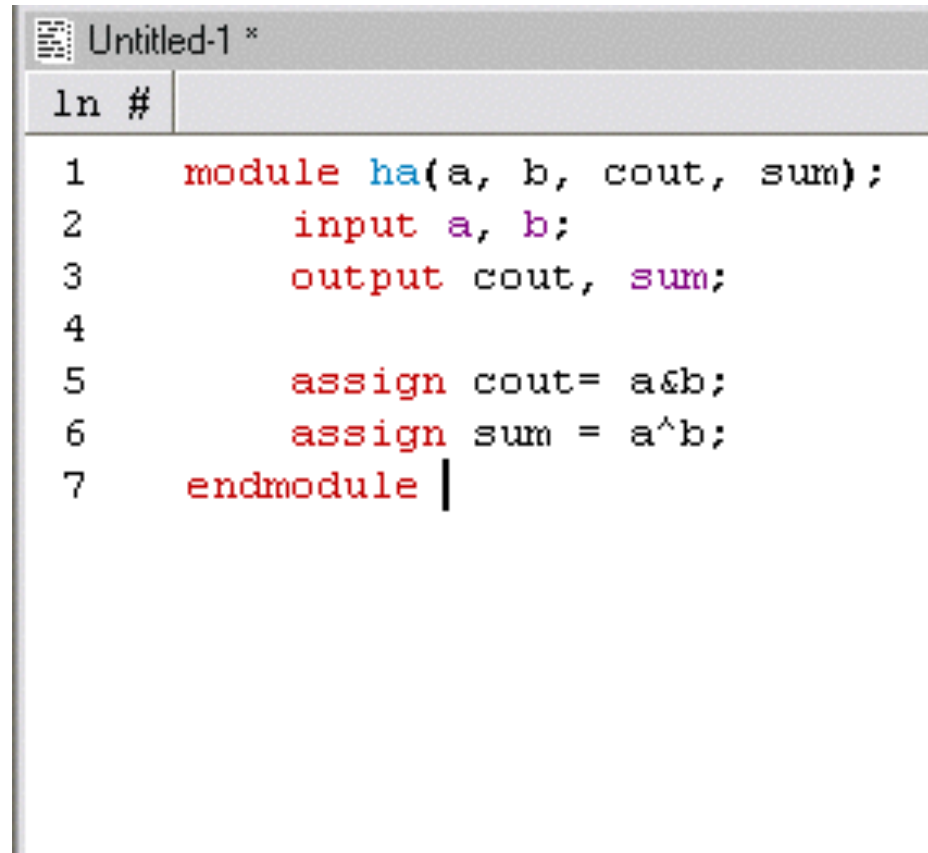 Untitled-1 *
ln #
1 module ha(a, b, cout, sum);
2 input a, b;
3 output cout, sum;
4
5 assign cout= a&b;
6 assign sum = a^b;
7 endmodule